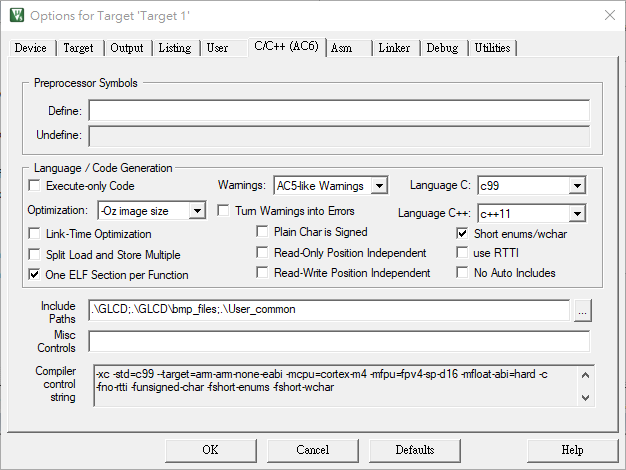 Options for Target 'Target 1'
Device Target Output Listing User C/C++ (AC6) Asm Linker Debug Utilities
Preprocessor Symbols
Define:
Undefine:
Language / Code Generation
Execute-only Code Warnings: AC5-like Warnings Language C: c99
Optimization: -Oz image size Turn Warnings into Errors Language C++: c++11
Link-Time Optimization Plain Char is Signed Short enums/wchar
Split Load and Store Multiple Read-Only Position Independent use RTTI
One ELF Section per Function Read-Write Position Independent No Auto Includes
Include Paths .\GLCD;.\GLCD\bmp_files;.\User_common ...
Misc Controls
Compiler control string -xc -std=c99 --target=arm-arm-none-eabi -mcpu=cortex-m4 -mfpu=fpv4-sp-d16 -mfloat-abi=hard -c
-fno-rtti -funsigned-char -fshort-enums -fshort-wchar
OK Cancel Defaults Help